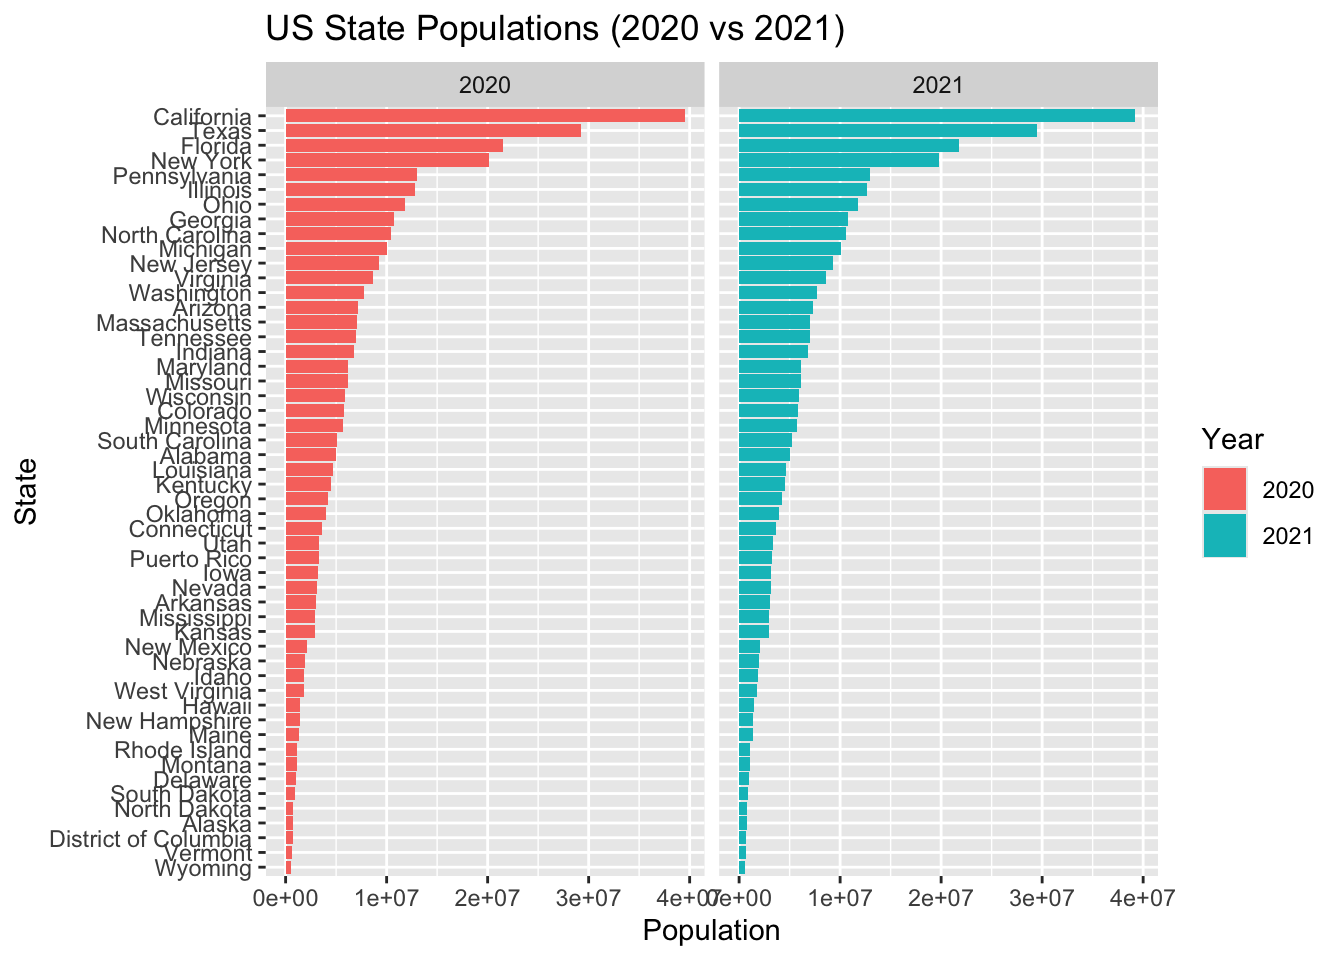 US State Populations (2020 vs 2021)
2020
2021
California
Texas
Florida
New York
Pennsylvania
Illinois
Ohio
Georgia
North Carolina
Michigan
New Jersey
Virginia
Washington
Arizona
Massachusetts
Tennessee
Indiana
Maryland
Missouri
Wisconsin
Colorado
Minnesota
South Carolina
Alabama
Louisiana
Kentucky
Oregon
Oklahoma
Connecticut
Utah
Puerto Rico
Iowa
Nevada
Arkansas
Mississippi
Kansas
New Mexico
Nebraska
Idaho
West Virginia
Hawaii
New Hampshire
Maine
Rhode Island
Montana
Delaware
South Dakota
North Dakota
Alaska
District of Columbia
Vermont
Wyoming
State
0e+00 1e+07 2e+07 3e+07 4e+07
0e+00 1e+07 2e+07 3e+07 4e+07
Population
Year
2020
2021